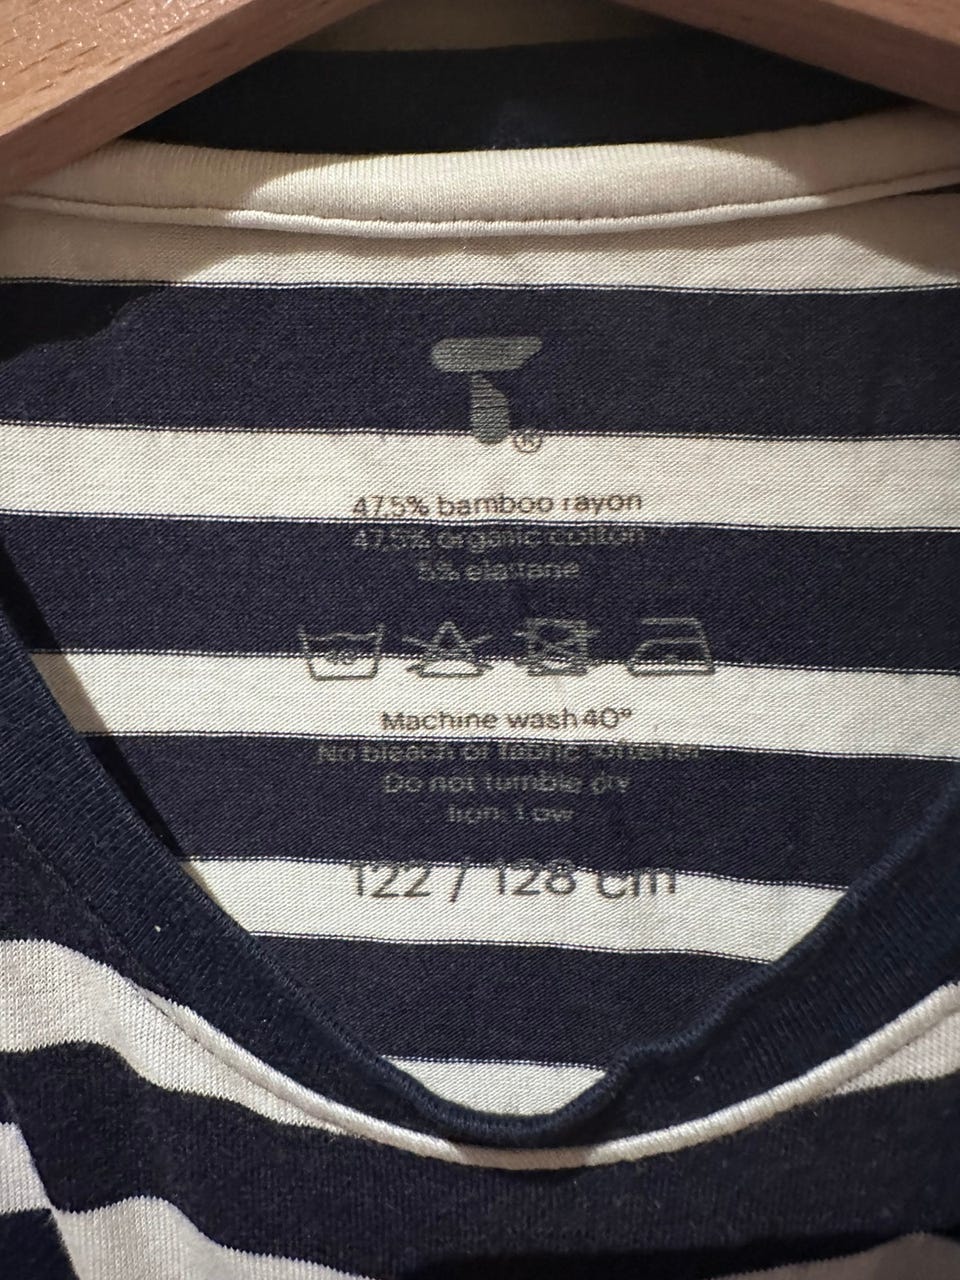 ®
47.5% bamboo rayon
47.5% organic cotton
5% elastane
40
Machine wash 40°
No bleach or fabric softener
Do not tumble dry
Iron: Low
122 / 128 cm